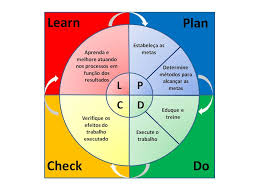 Learn
Plan
Aprenda e
melhore atuando
nos processos em
função dos
resultados
Estabeleça as
metas
Determine
métodos para
alcançar as
metas
L P
C D
Verifique os
efeitos do
trabalho
executado
Eduque e
treine
Execute o
trabalho
Check
Do